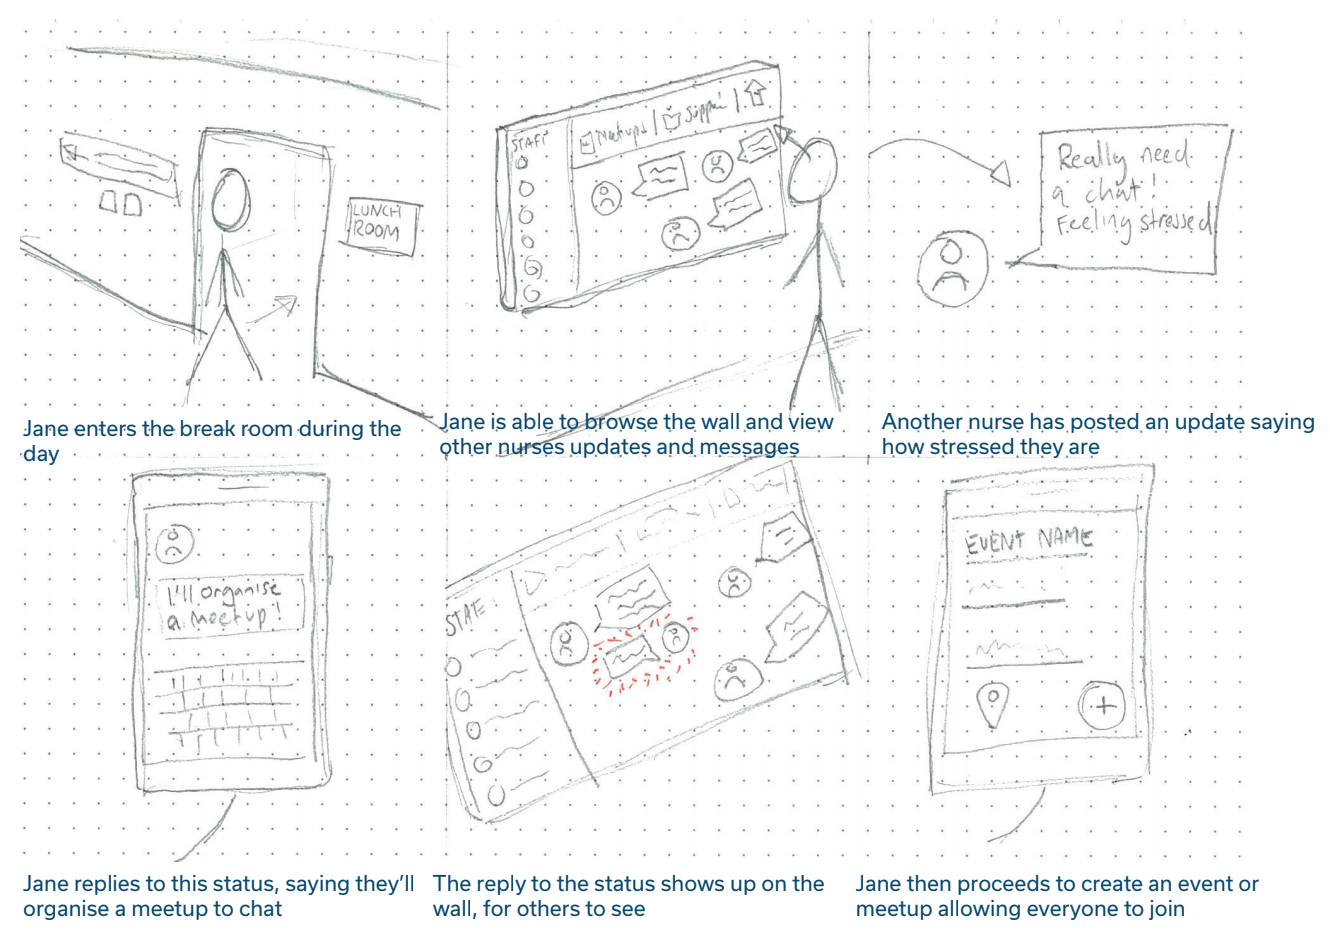 LUNCH
ROOM
STAFF
Meetups
Support
Really need
a chat!
Feeling stressed
Jane enters the break room during the
day
Jane is able to browse the wall and view
other nurses updates and messages
Another nurse has posted an update saying
how stressed they are
I'll organise
a meetup!
STAFF
EVENT NAME
Jane replies to this status, saying they'll
organise a meetup to chat
The reply to the status shows up on the
wall, for others to see
Jane then proceeds to create an event or
meetup allowing everyone to join